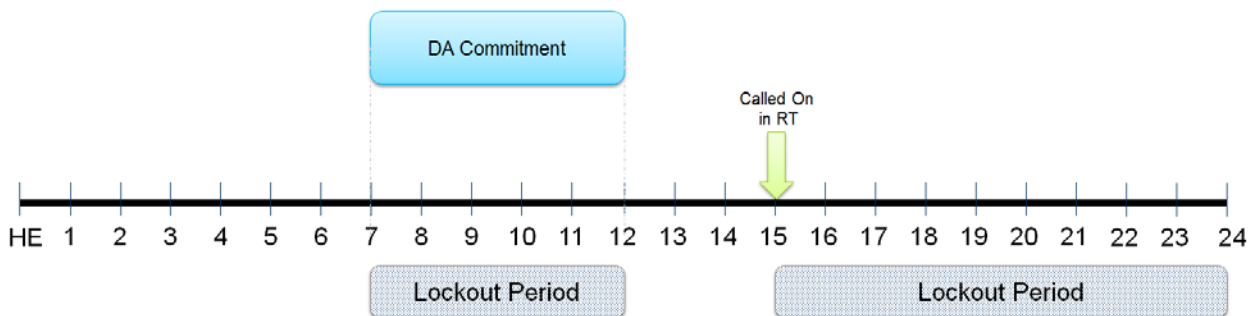 DA Commitment
Called On
in RT
HE 1 2 3 4 5 6 7 8 9 10 11 12 13 14 15 16 17 18 19 20 21 22 23 24
Lockout Period Lockout Period